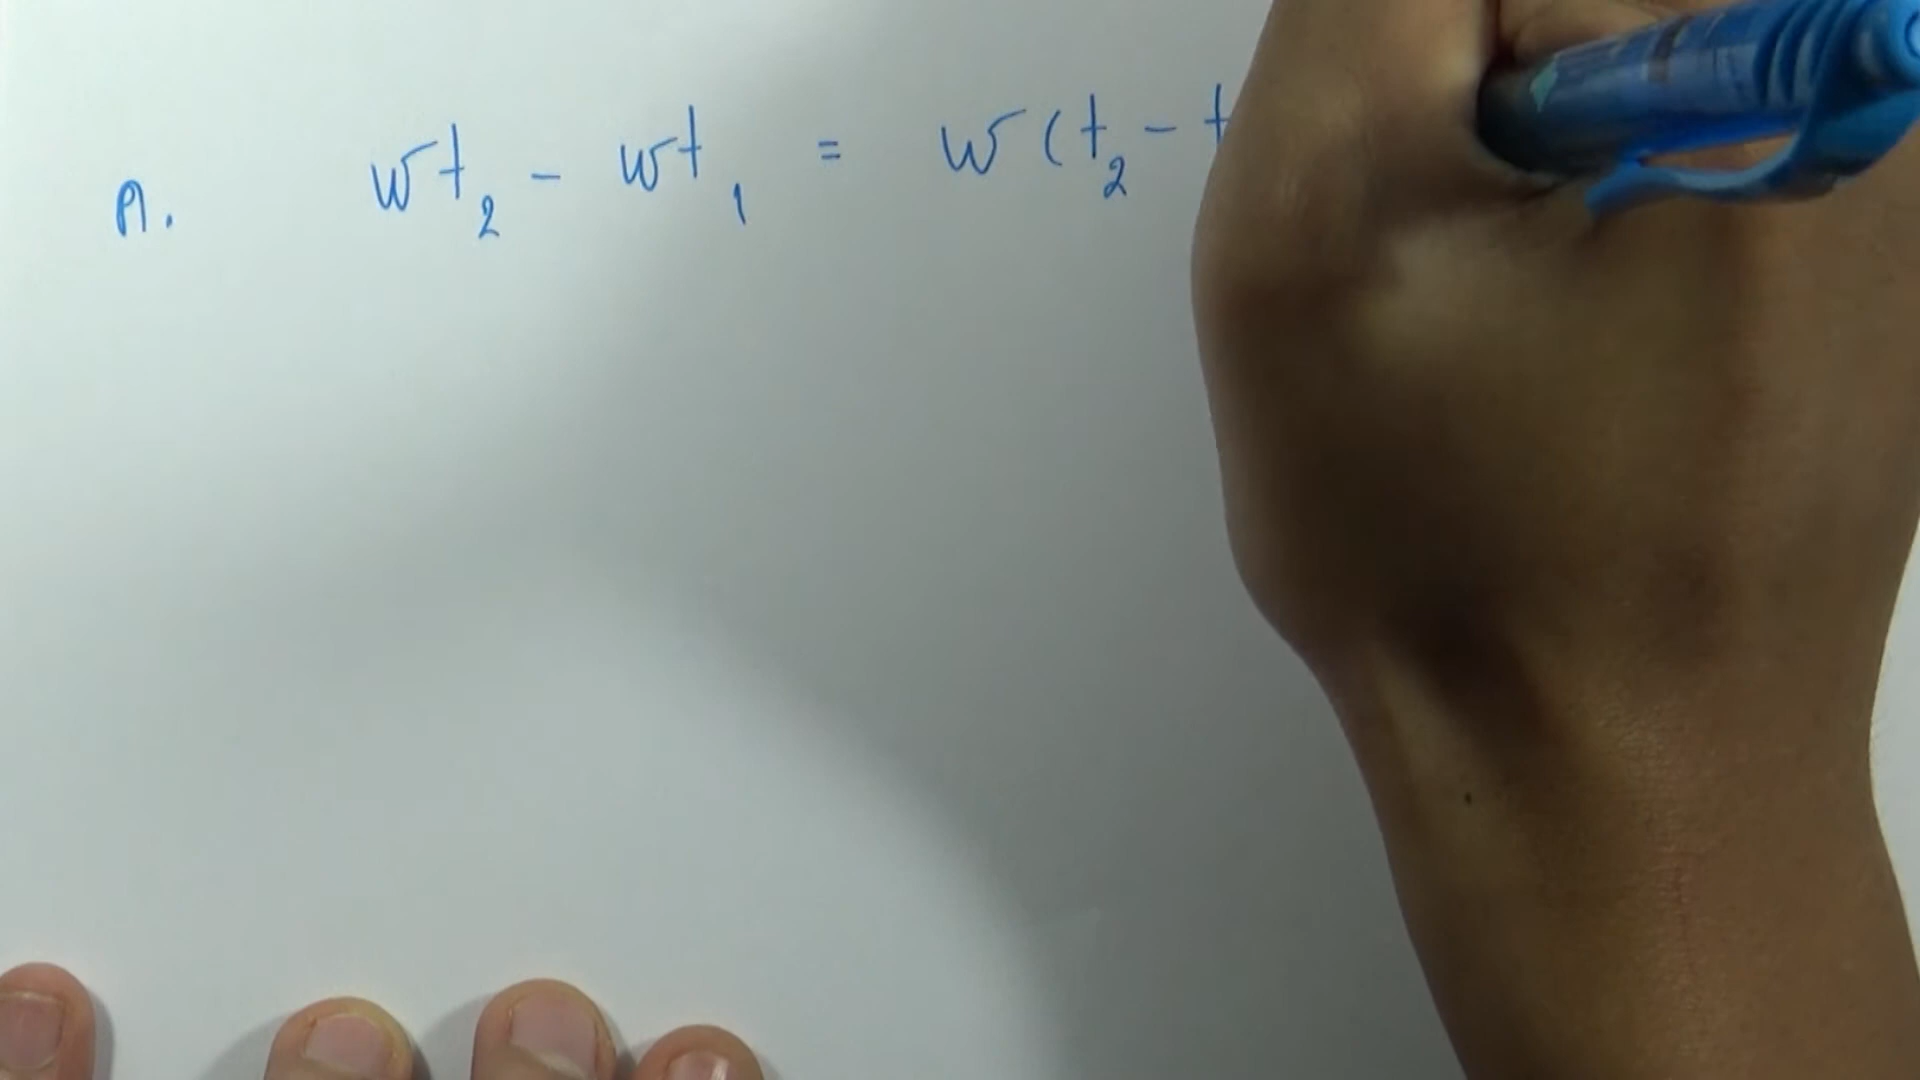 A. wt₂ - wt₁ = w(t₂ - t